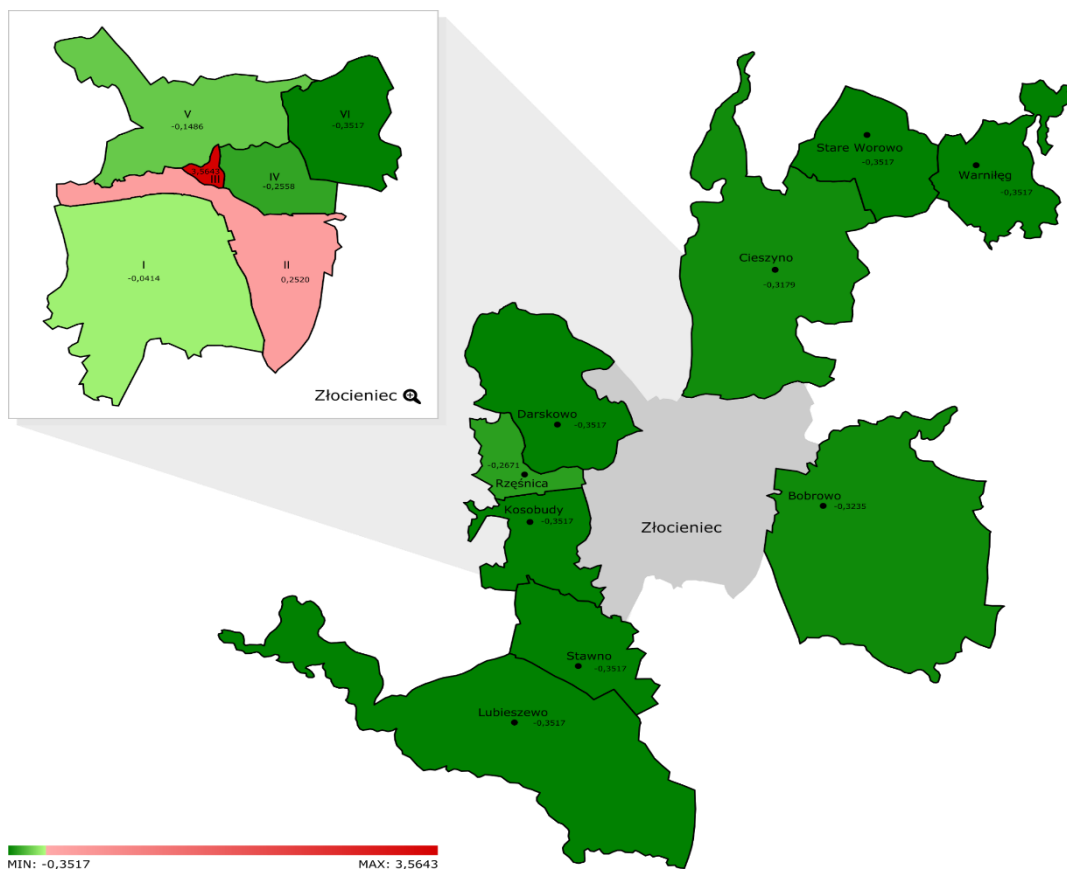 V
-0,1486
VI
-0,3517
3,5643
III
IV
-0,2558
I
-0,0414
II
0,2520
Złocieniec
Stare Worowo
-0,3517
Warniłęg
-0,3517
Cieszyno
-0,3179
Darskowo
-0,3517
-0,2671
Rzęśnica
Kosobudy
-0,3517
Złocieniec
Bobrowo
-0,3235
Stawno
-0,3517
Lubieszewo
-0,3517
MIN: -0,3517
MAX: 3,5643